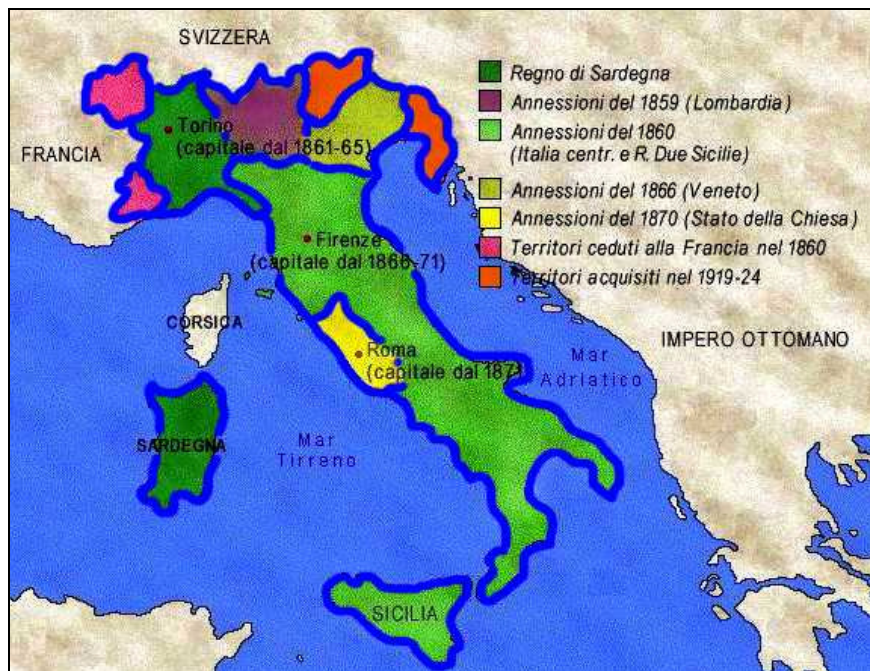 SVIZZERA
Regno di Sardegna
Annessioni del 1859 (Lombardia)
Annessioni del 1860
(Italia centr. e R. Due Sicilie)
Annessioni del 1866 (Veneto)
Annessioni del 1870 (Stato della Chiesa)
Territori ceduti alla Francia nel 1860
Territori acquisiti nel 1919-24
Torino
(capitale dal 1861-65)
FRANCIA
Firenze
(capitale dal 1866-71)
CORSICA
IMPERO OTTOMANO
Roma
(capitale dal 1871
Mar
Adriatico
SARDEGNA
Mar
Tirreno
SICILIA